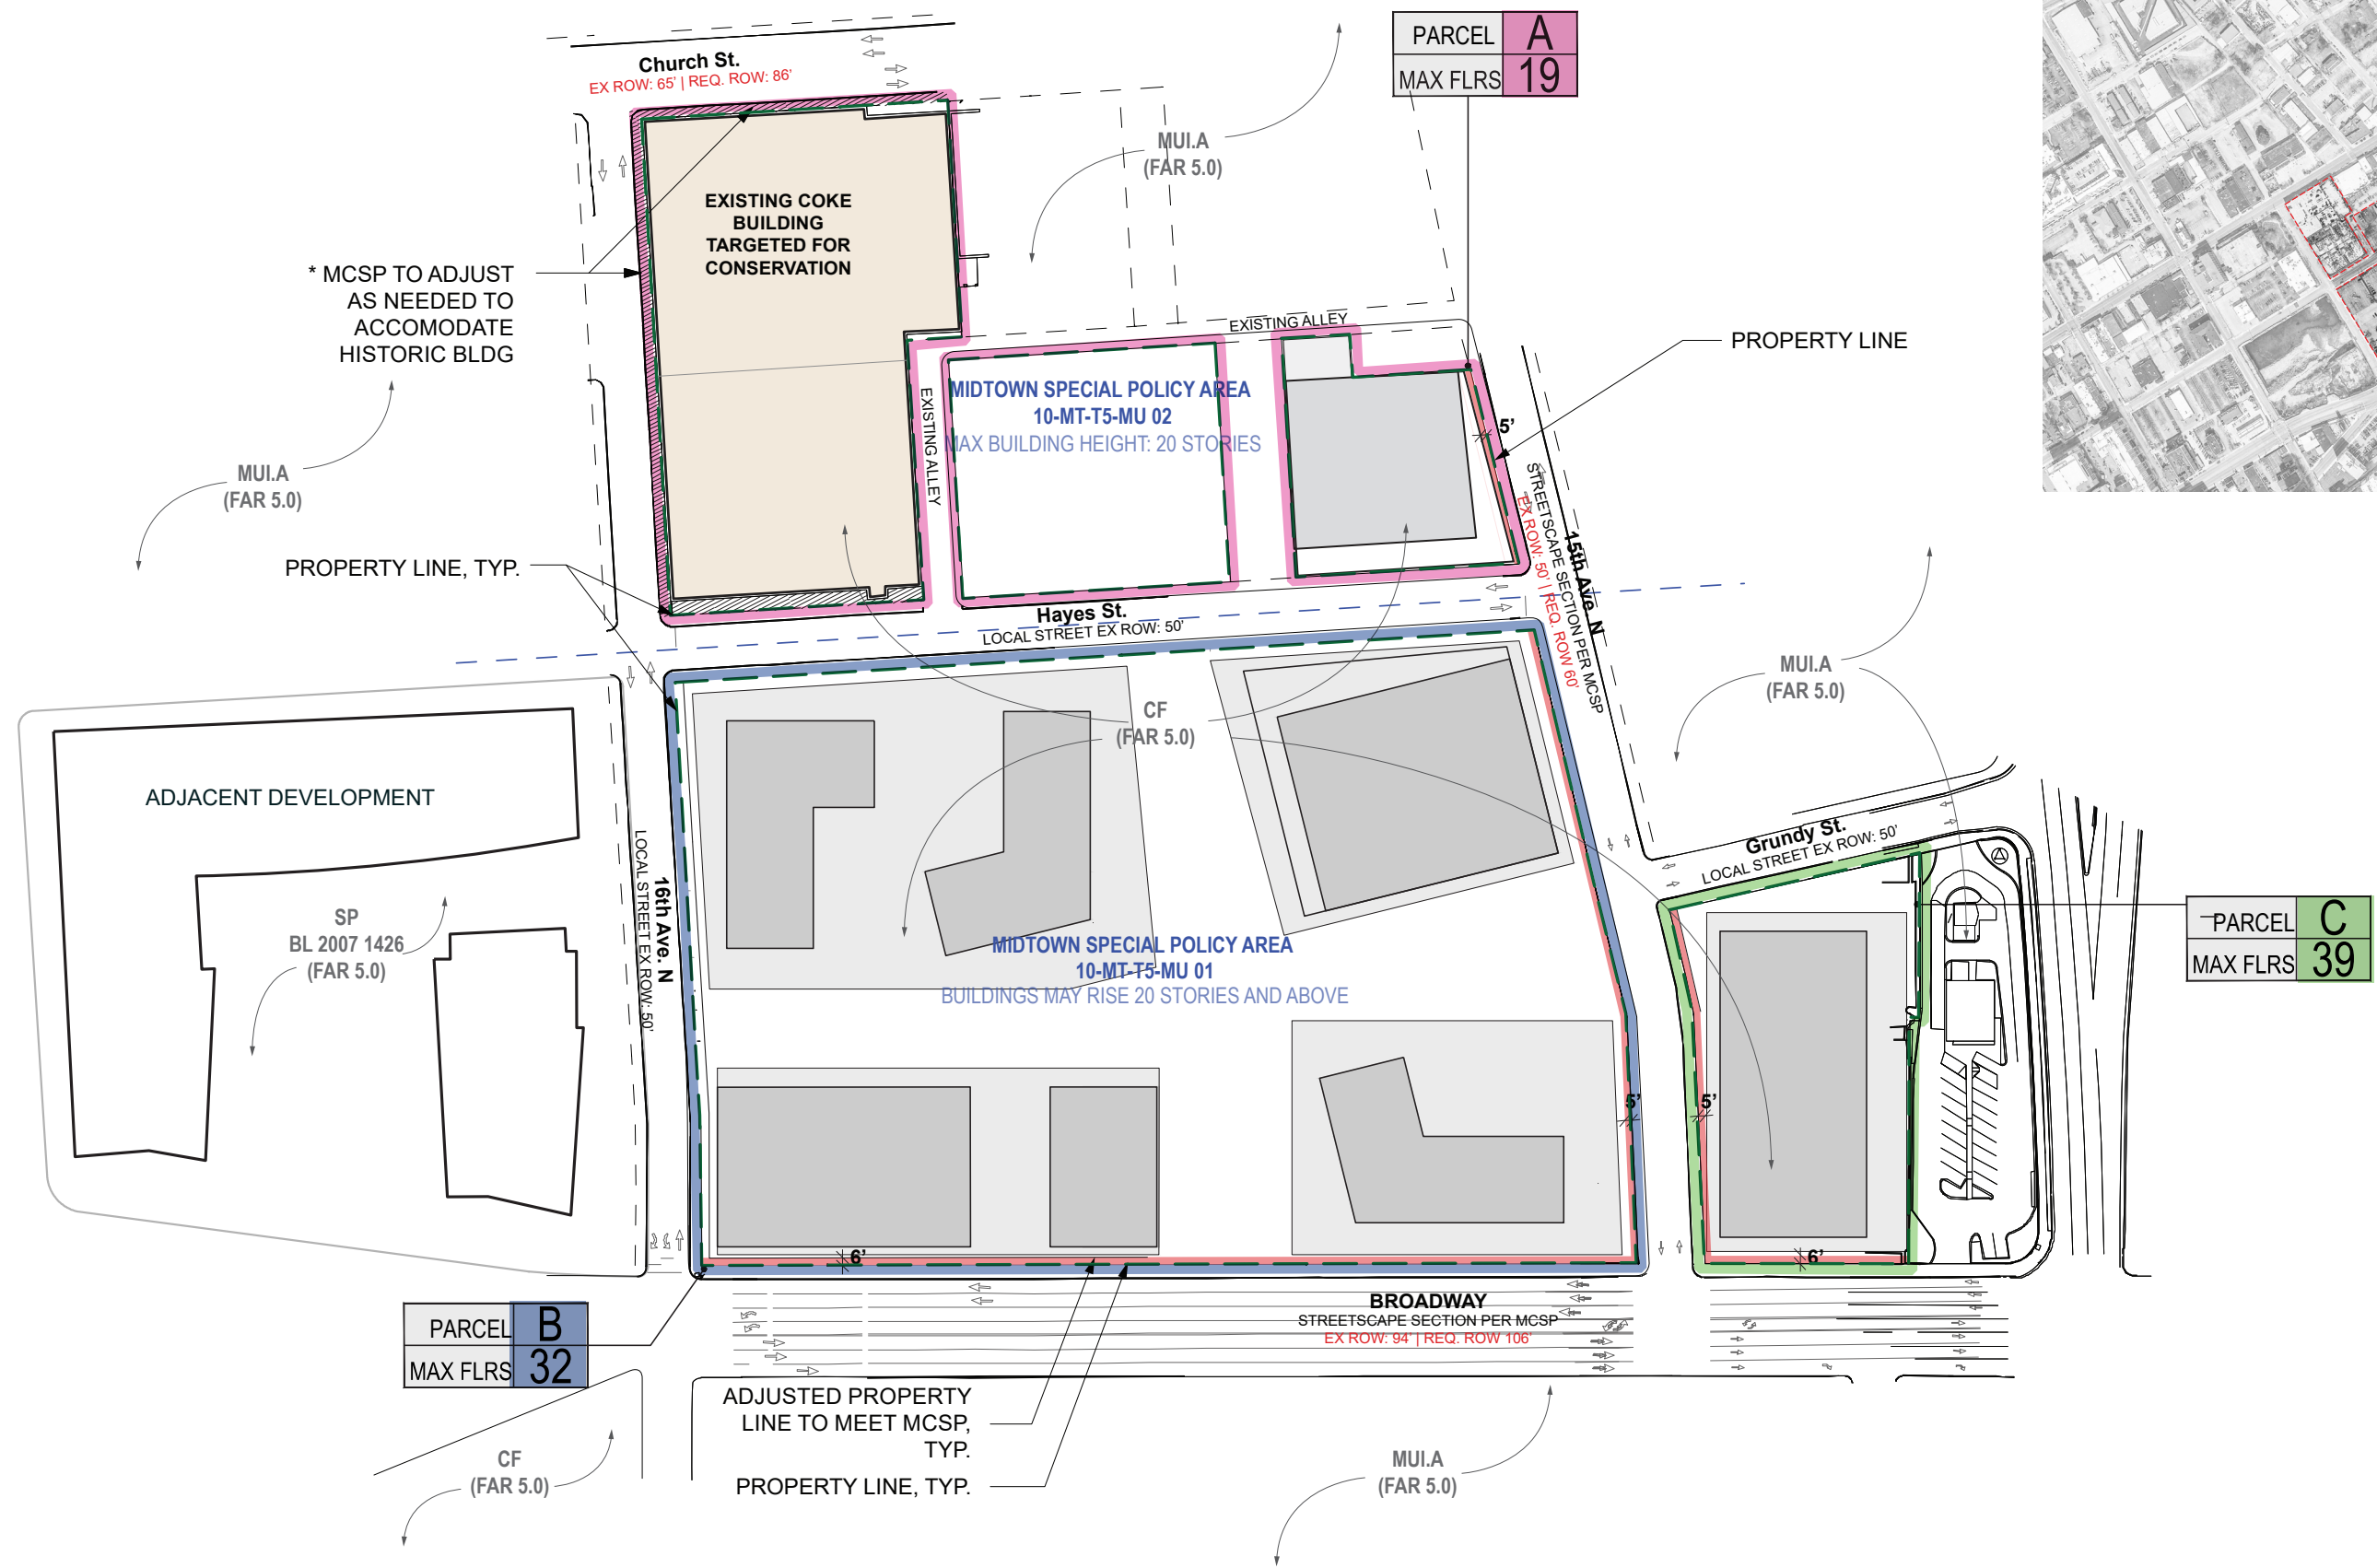 Church St.
EX ROW: 65' | REQ. ROW: 86'
PARCEL A
MAX FLRS 19
MUI.A
(FAR 5.0)
EXISTING COKE
BUILDING
TARGETED FOR
CONSERVATION
* MCSP TO ADJUST
AS NEEDED TO
ACCOMODATE
HISTORIC BLDG
EXISTING ALLEY
PROPERTY LINE
MIDTOWN SPECIAL POLICY AREA
10-MT-T5-MU 02
MAX BUILDING HEIGHT: 20 STORIES
EXISTING ALLEY
5'
MUI.A
(FAR 5.0)
15th Ave. N
STREETSCAPE SECTION PER MCSP
EX ROW: 50' | REQ. ROW 60'
PROPERTY LINE, TYP.
Hayes St.
LOCAL STREET EX ROW: 50'
MUI.A
(FAR 5.0)
CF
(FAR 5.0)
ADJACENT DEVELOPMENT
Grundy St.
LOCAL STREET EX ROW: 50'
16th Ave. N
LOCAL STREET EX ROW: 50'
SP
BL 2007 1426
(FAR 5.0)
PARCEL C
MAX FLRS 39
MIDTOWN SPECIAL POLICY AREA
10-MT-T5-MU 01
BUILDINGS MAY RISE 20 STORIES AND ABOVE
5'
5'
6'
6'
BROADWAY
STREETSCAPE SECTION PER MCSP
EX ROW: 94' | REQ. ROW 106'
PARCEL B
MAX FLRS 32
ADJUSTED PROPERTY
LINE TO MEET MCSP,
TYP.
PROPERTY LINE, TYP.
CF
(FAR 5.0)
MUI.A
(FAR 5.0)